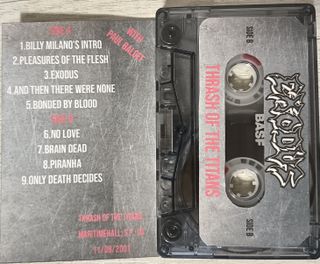 SIDE A
WITH
PAUL BALOFF
1.BILLY MILANO'S INTRO
2.PLEASURES OF THE FLESH
3.EXODUS
4.AND THEN THERE WERE NONE
5.BONDED BY BLOOD
SIDE B
6.NO LOVE
7.BRAIN DEAD
8.PIRANHA
9.ONLY DEATH DECIDES
THRASH OF THE TITANS
MARITIMEHALL, S.F., CA
11/08/2001
SIDE B
THRASH OF THE TITANS
EXODUS
BASF
SIDE B